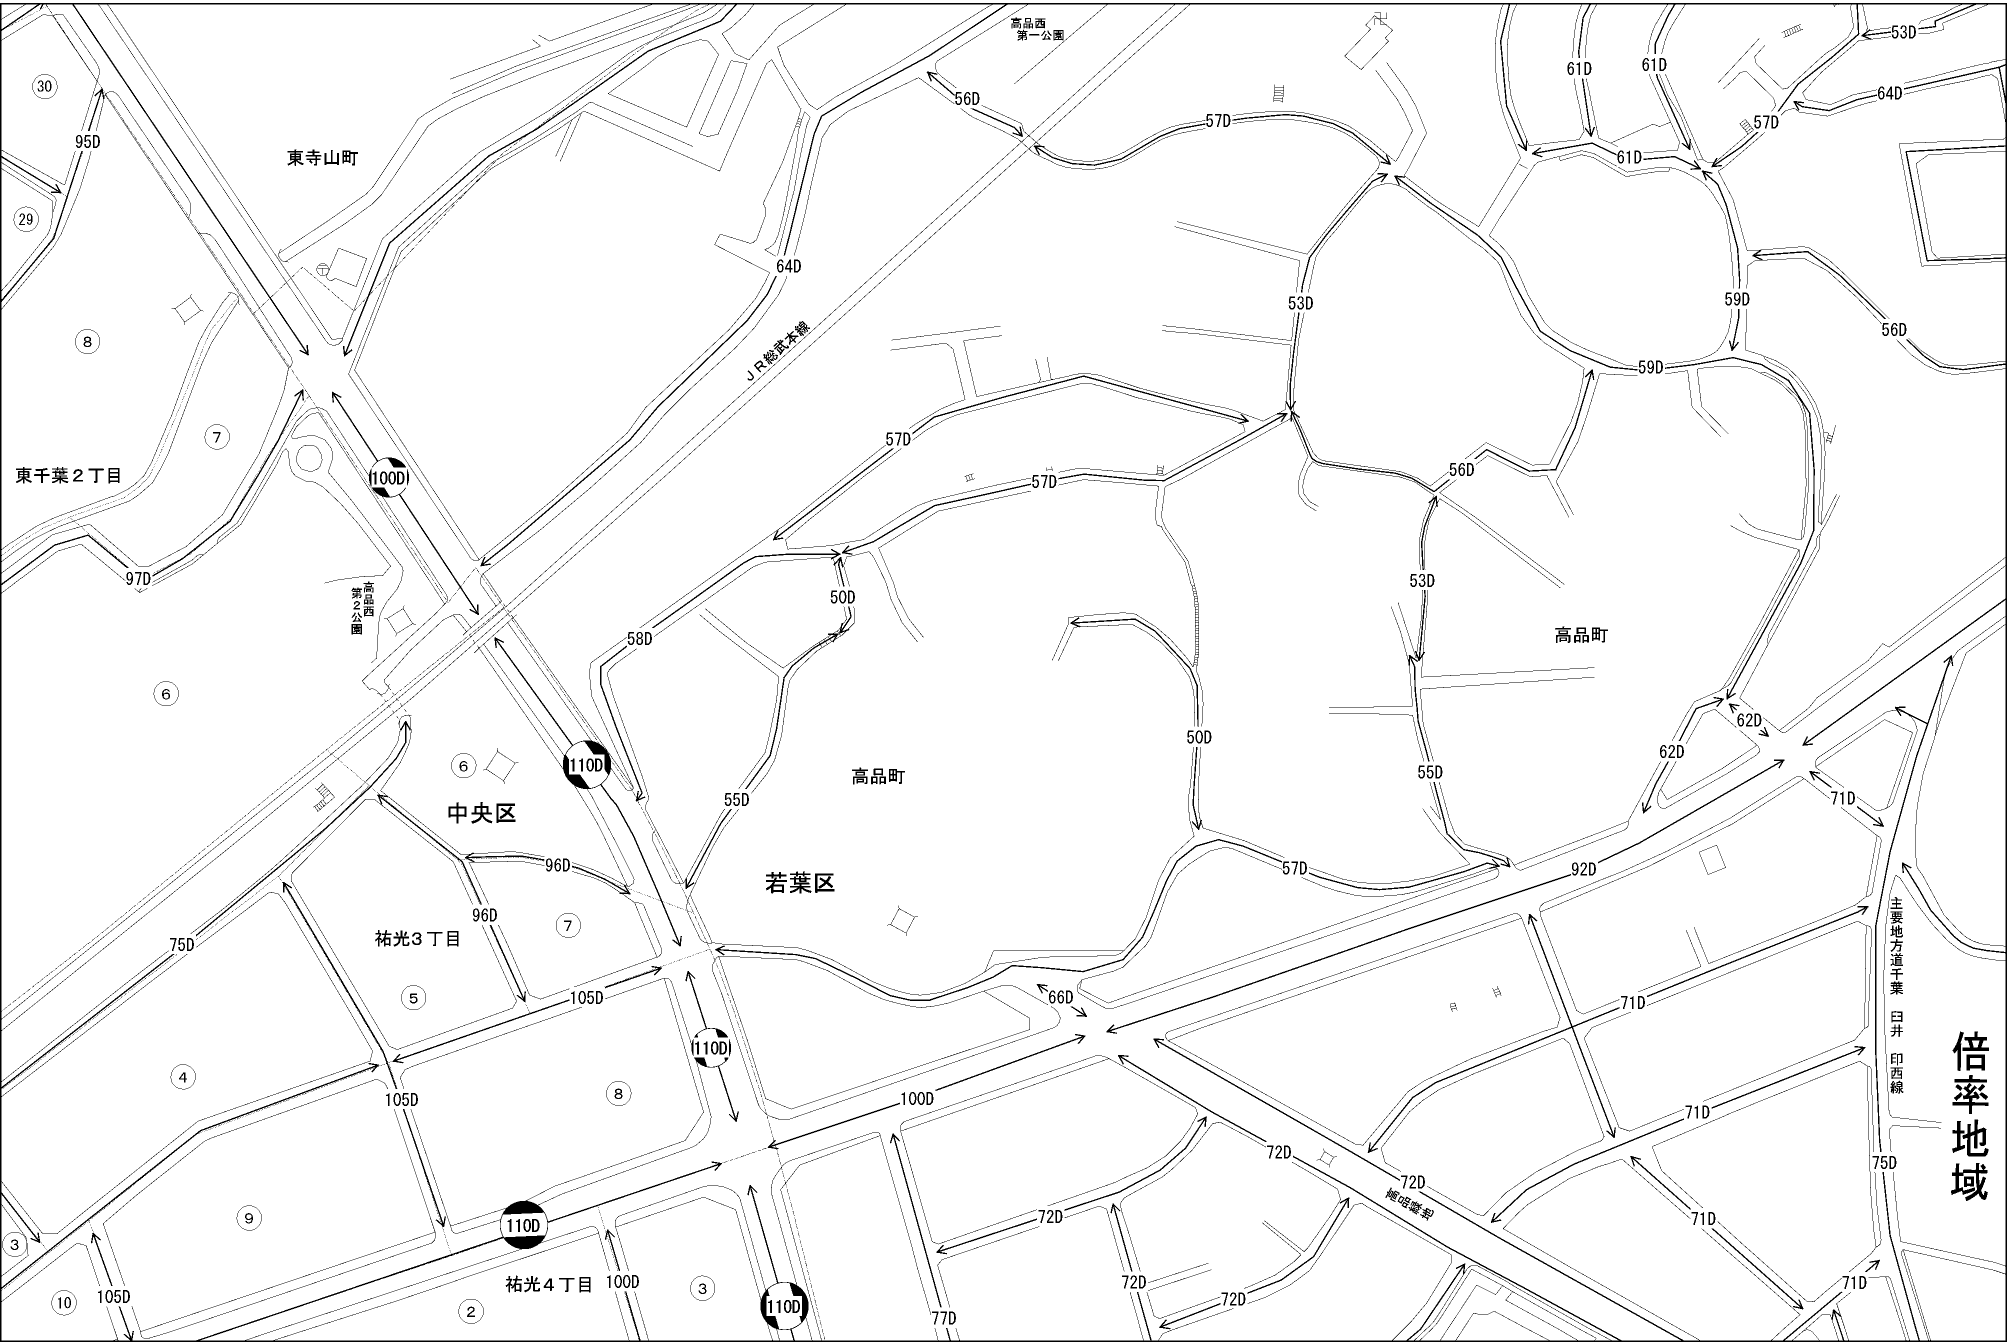 高品西
第一公園
53D
30
61D
61D
64D
56D
57D
57D
95D
東寺山町
61D
29
64D
53D
59D
56D
8
JR総武本線
59D
7
57D
56D
東千葉2丁目
100D
57D
97D
53D
高品西
第2公園
50D
58D
高品町
6
62D
50D
62D
6
110D
高品町
55D
71D
55D
中央区
96D
57D
92D
若葉区
96D
7
祐光3丁目
75D
主要地方道千葉 臼井 印西線
5
105D
66D
71D
110D
倍率地域
4
8
105D
100D
71D
72D
75D
72D
高品緑地
9
110D
72D
71D
3
祐光4丁目
100D
3
72D
71D
10
105D
2
110D
77D
72D